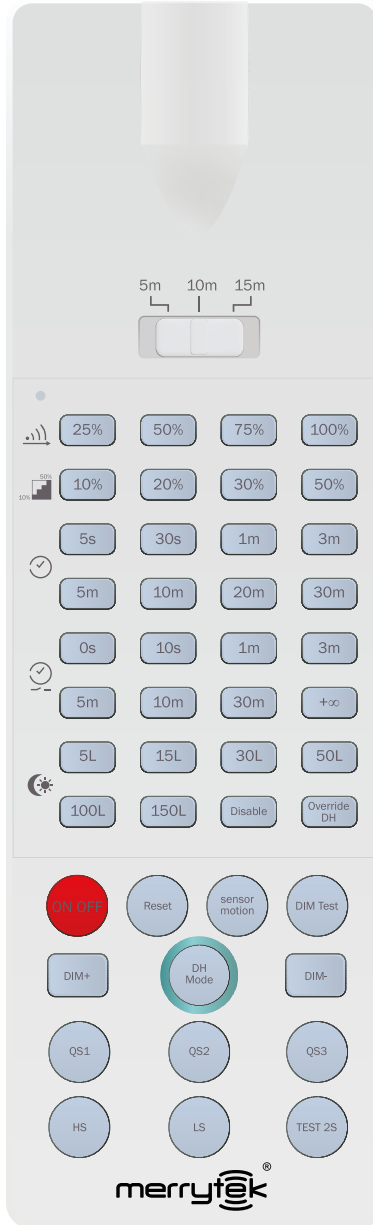 5m 10m 15m
25% 50% 75% 100%
50%
10%
10% 20% 30% 50%
5s 30s 1m 3m
5m 10m 20m 30m
0s 10s 1m 3m
5m 10m 30m +∞
5L 15L 30L 50L
100L 150L Disable Override
DH
ON OFF Reset sensor
motion DIM Test
DIM+ DH
Mode DIM-
QS1 QS2 QS3
HS LS TEST 2S
merrytek®